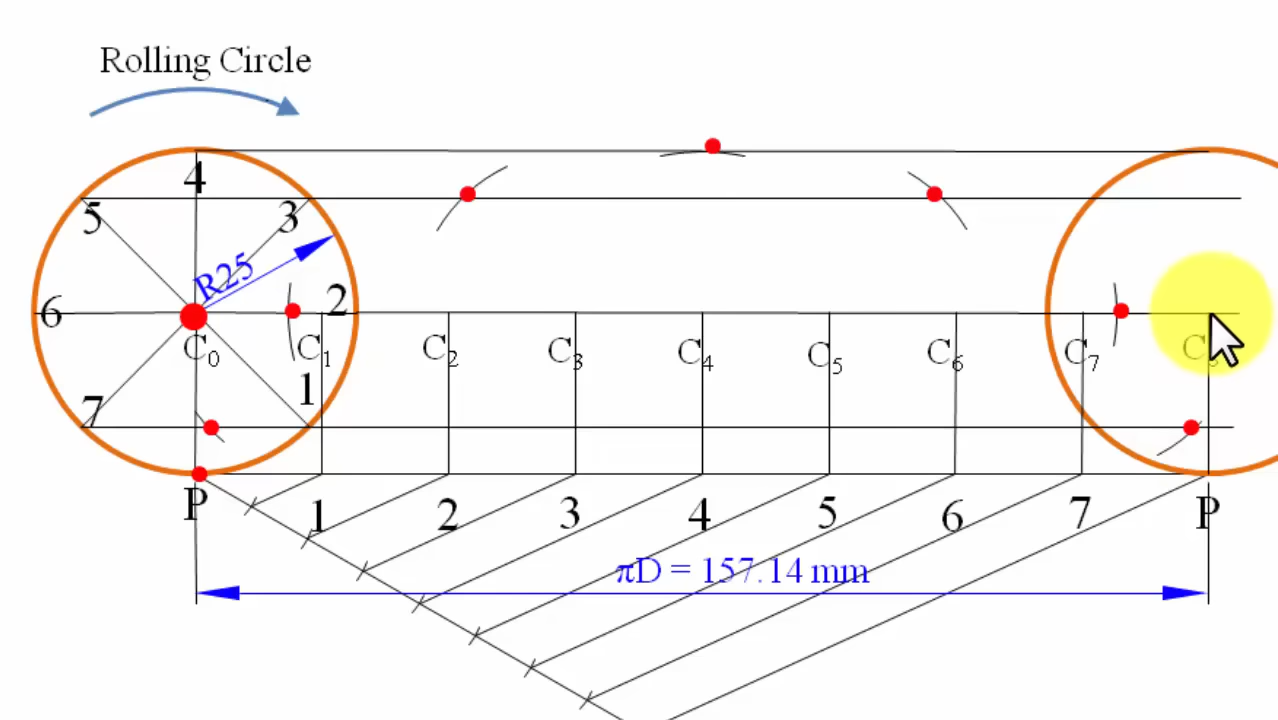 Rolling Circle
4
5
3
R25
6
2
C0
C1
C2
C3
C4
C5
C6
C7
7
1
P
1
2
3
4
5
6
7
P
πD = 157.14 mm